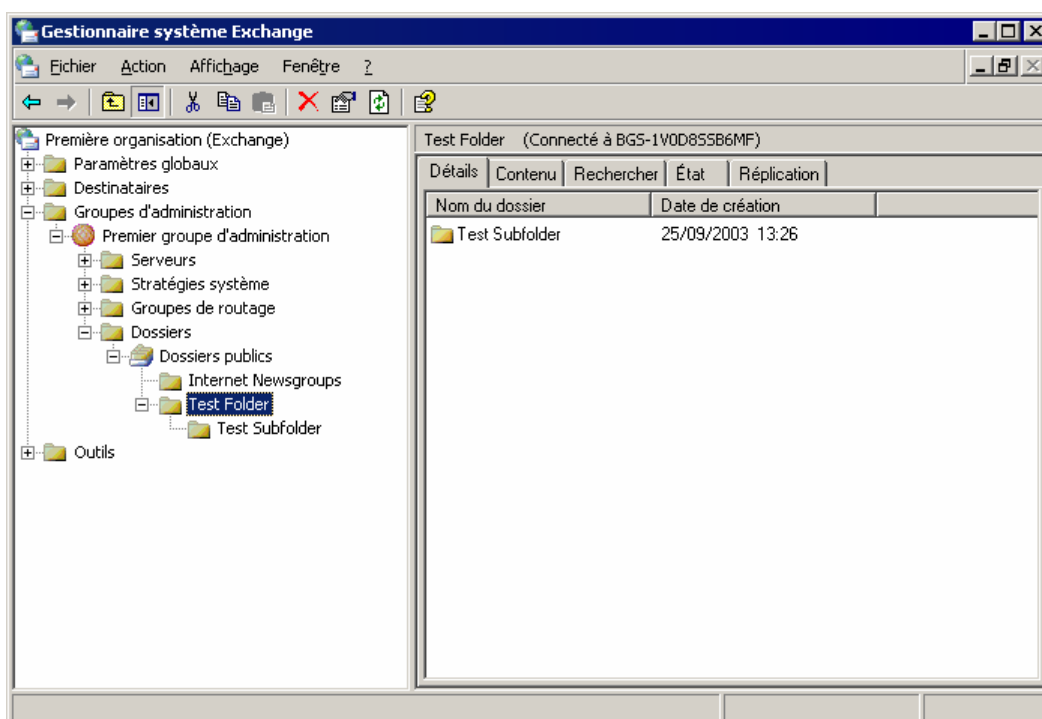 Gestionnaire système Exchange
Fichier Action Affichage Fenêtre ?
Première organisation (Exchange)
Paramètres globaux
Destinataires
Groupes d'administration
Premier groupe d'administration
Serveurs
Stratégies système
Groupes de routage
Dossiers
Dossiers publics
Internet Newsgroups
Test Folder
Test Subfolder
Outils
Test Folder (Connecté à BGS-1V0D85SB6MF)
Détails Contenu Rechercher État Réplication
Nom du dossier Date de création
Test Subfolder 25/09/2003 13:26